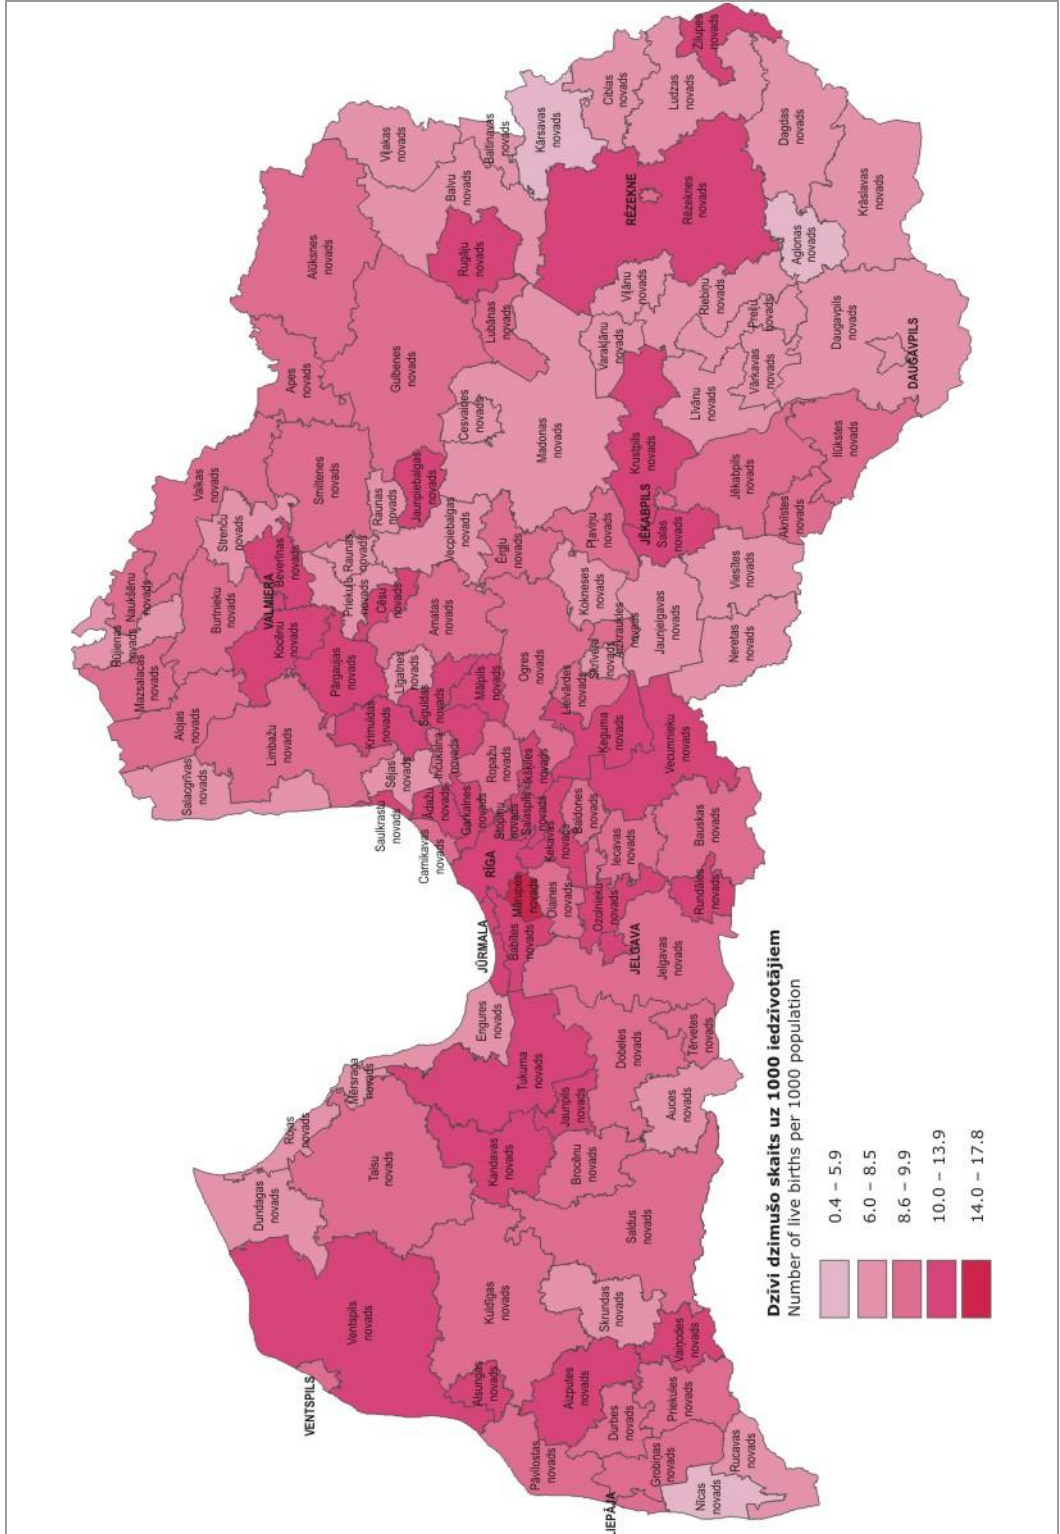 VENTSPILS
Ventspils
novads
Dundagas
novads
Rojas
novads
Mērsraga
novads
Talsu
novads
Alsungas
novads
Kuldīgas
novads
Kandavas
novads
Tukuma
novads
Engures
novads
Jaunpils
novads
Pāvilostas
novads
Aizputes
novads
Skrundas
novads
Saldus
novads
Brocēnu
novads
IEPĀJA
Durbes
novads
Grobiņas
novads
Priekules
novads
Vaiņodes
novads
Nīcas
novads
Rucavas
novads
Auces
novads
Dobeles
novads
Tērvetes
novads
JŪRMALA
Babītes
novads
Mārupes
novads
RĪGA
Olaines
novads
JELGAVA
Jelgavas
novads
Ozolnieku
novads
Rundāles
novads
Bauskas
novads
Iecavas
novads
Vecumnieku
novads
Baldones
novads
Ķekavas
novads
Ķeguma
novads
Salaspils
novads
Stopiņu
novads
Ikšķiles
novads
Ropažu
novads
Garkalnes
novads
Carnikavas
novads
Ādažu
novads
Saulkrastu
novads
Sējas
novads
Inčukalna
novads
Krimuldas
novads
Siguldas
novads
Mālpils
novads
Līgatnes
novads
Lielvārdes
novads
Ogres
novads
Salacgrīvas
novads
Limbažu
novads
Alojas
novads
Mazsalacas
novads
Rūjienas
novads
Naukšēnu
novads
Burtnieku
novads
VALMIERA
Kocēnu
novads
Beverīnas
novads
Pārgaujas
novads
Strenču
novads
Valkas
novads
Smiltenes
novads
Priekuļu
novads
Raunas
novads
Raunas
novads
Cēsu
novads
Amatas
novads
Jaunpiebalgas
novads
Vecpiebalgas
novads
Ērgļu
novads
Apes
novads
Alūksnes
novads
Gulbenes
novads
Cesvaines
novads
Lubānas
novads
Madonas
novads
Rugāju
novads
Balvu
novads
Viļakas
novads
Baltinavas
novads
Kārsavas
novads
Ciblas
novads
Ludzas
novads
Zilupes
novads
RĒZEKNE
Rēzeknes
novads
Viļānu
novads
Varakļānu
novads
Skrīveru
novads
Aizkraukles
novads
Kokneses
novads
Pļaviņu
novads
Jaunjelgavas
novads
Neretas
novads
Viesītes
novads
JĒKABPILS
Salas
novads
Krustpils
novads
Jēkabpils
novads
Aknīstes
novads
Ilūkstes
novads
Līvānu
novads
Vārkavas
novads
Preiļu
novads
Riebiņu
novads
Aglonas
novads
Dagdas
novads
Krāslavas
novads
Daugavpils
novads
DAUGAVPILS
Dzīvi dzimušo skaits uz 1000 iedzīvotājiem
Number of live births per 1000 population
0.4 – 5.9
6.0 – 8.5
8.6 – 9.9
10.0 – 13.9
14.0 – 17.8